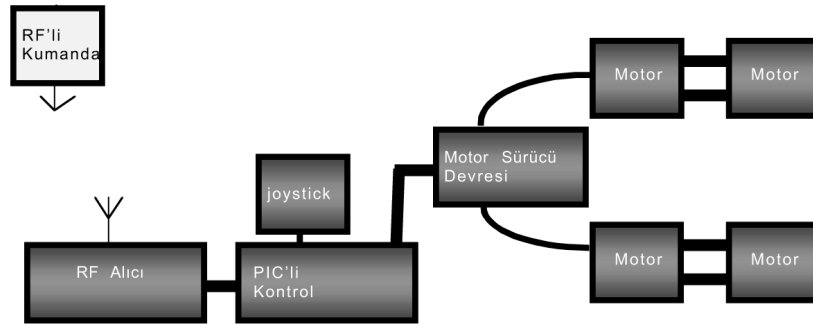 RF'li
Kumanda
Motor
Motor
Motor Sürücü
Devresi
joystick
RF Alıcı
PIC'li
Kontrol
Motor
Motor